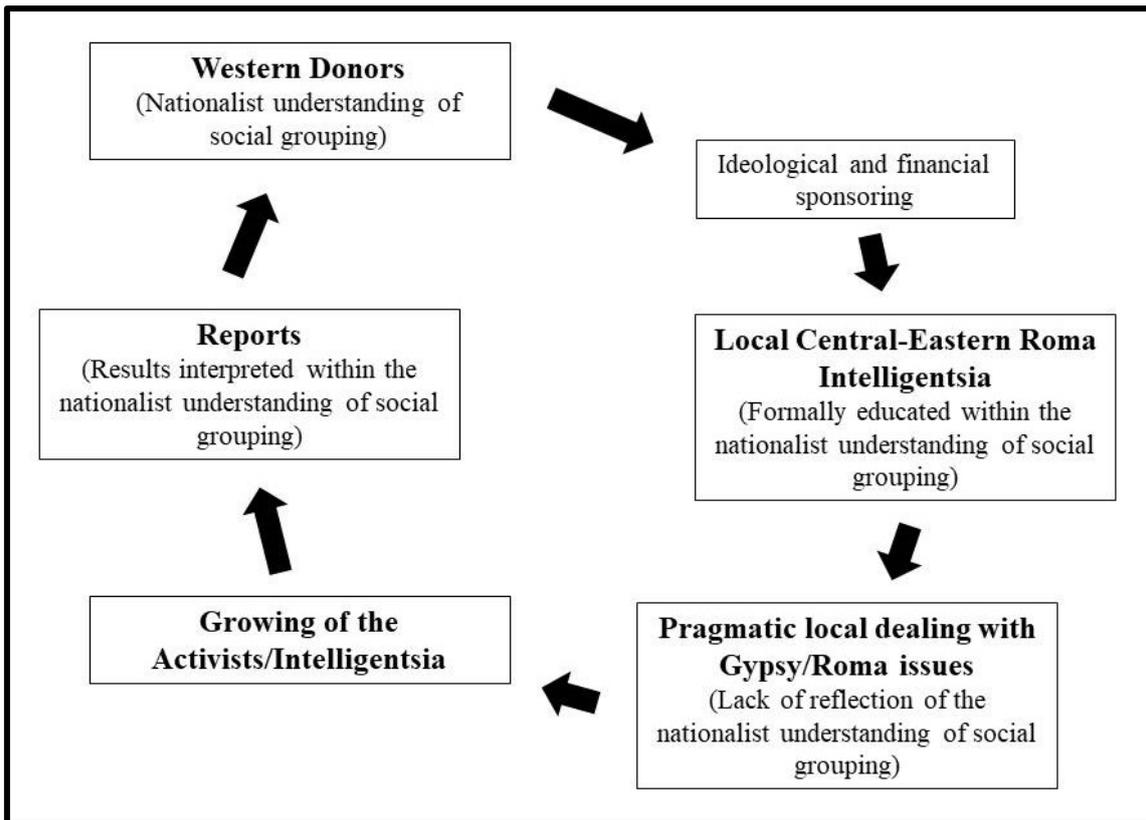 Western Donors
(Nationalist understanding of
social grouping)
Ideological and financial
sponsoring
Local Central-Eastern Roma
Intelligentsia
(Formally educated within the
nationalist understanding of social
grouping)
Pragmatic local dealing with
Gypsy/Roma issues
(Lack of reflection of the
nationalist understanding of social
grouping)
Growing of the
Activists/Intelligentsia
Reports
(Results interpreted within the
nationalist understanding of social
grouping)